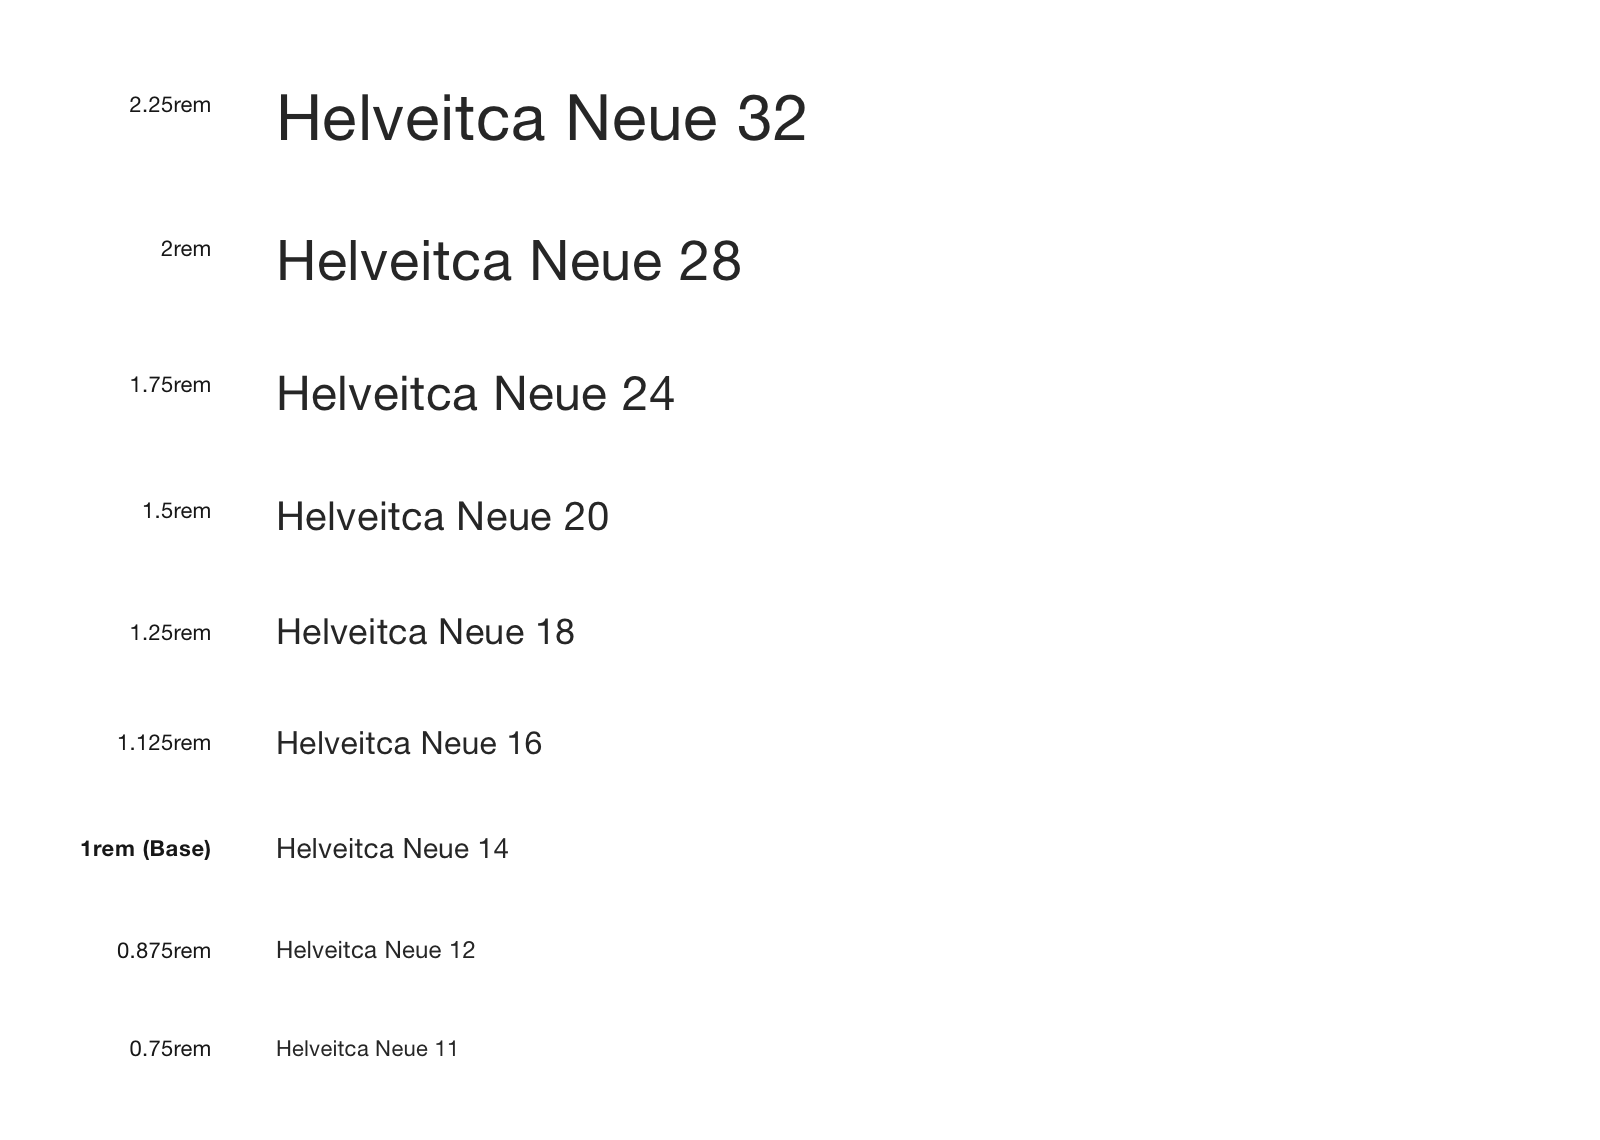 2.25rem Helveitca Neue 32
2rem Helveitca Neue 28
1.75rem Helveitca Neue 24
1.5rem Helveitca Neue 20
1.25rem Helveitca Neue 18
1.125rem Helveitca Neue 16
1rem (Base) Helveitca Neue 14
0.875rem Helveitca Neue 12
0.75rem Helveitca Neue 11